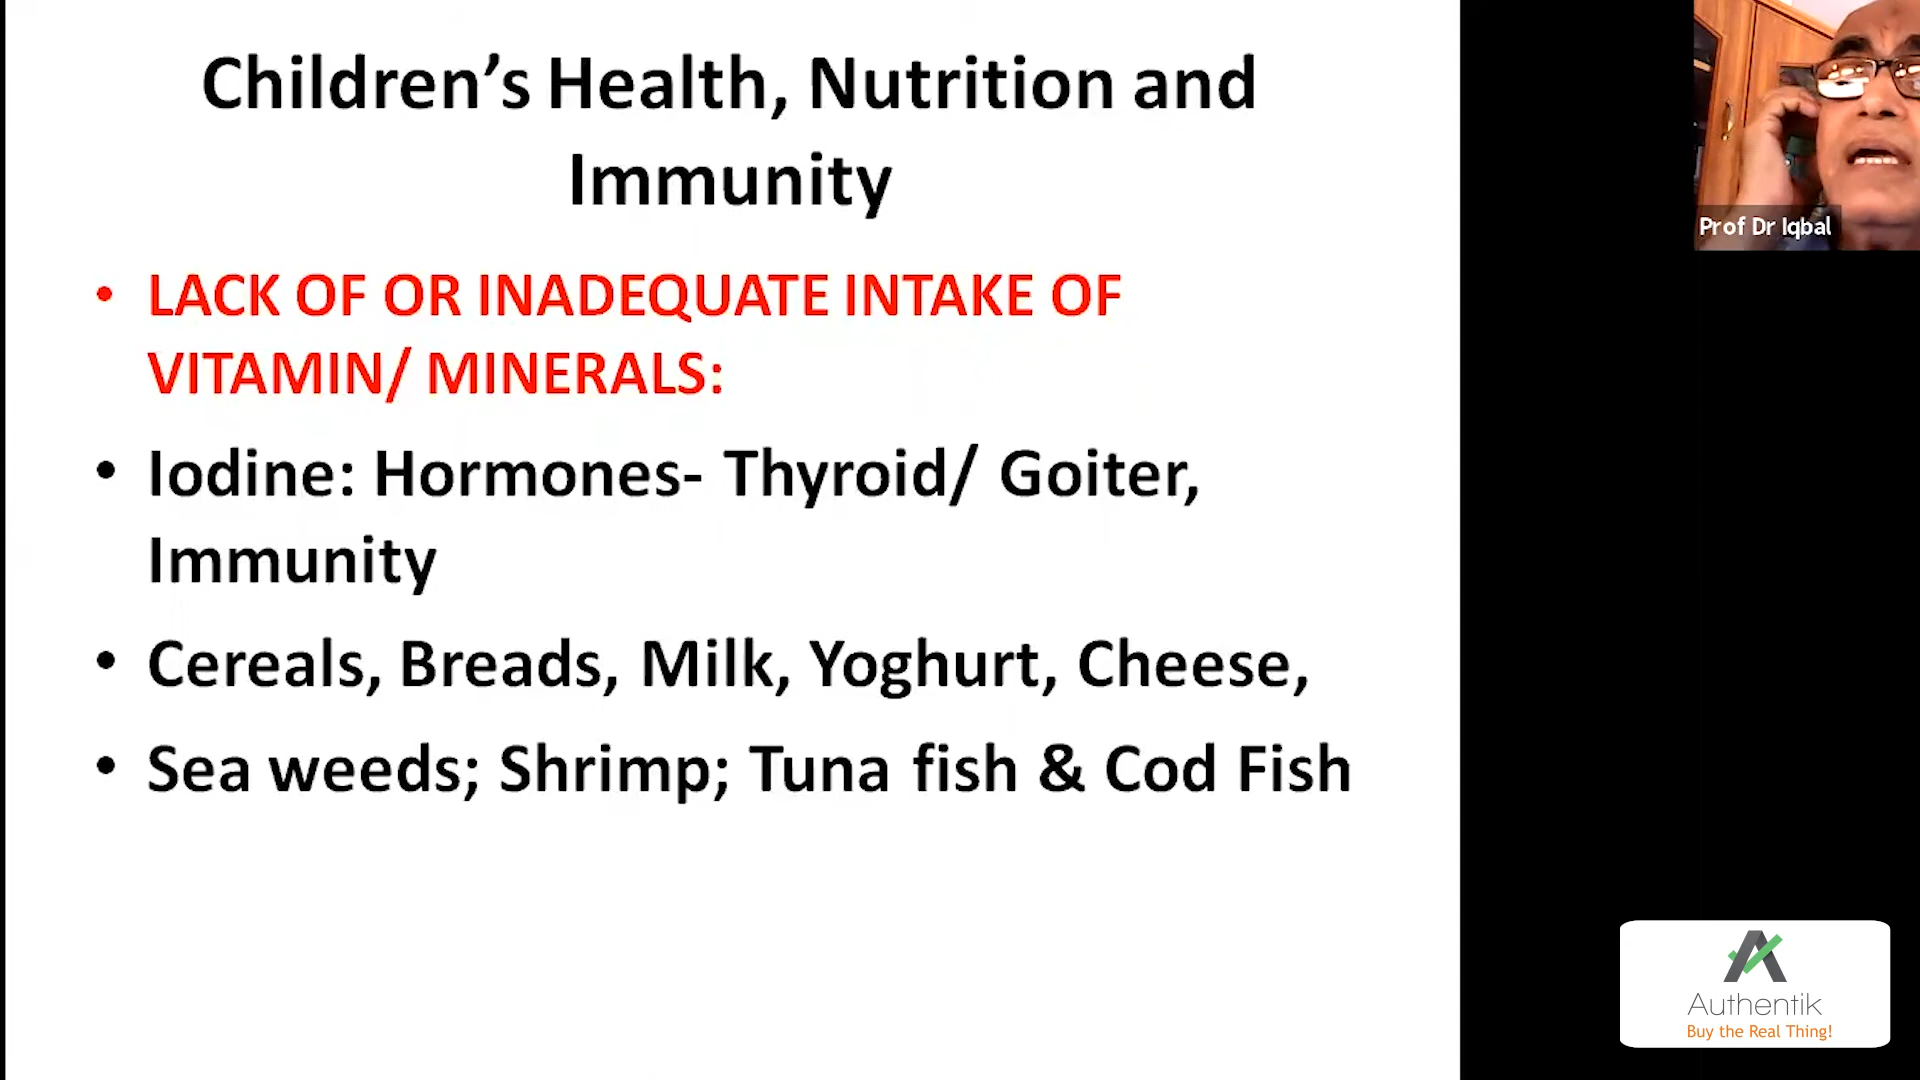 Children's Health, Nutrition and
Immunity
• LACK OF OR INADEQUATE INTAKE OF
VITAMIN/ MINERALS:
• Iodine: Hormones- Thyroid/ Goiter,
Immunity
• Cereals, Breads, Milk, Yoghurt, Cheese,
• Sea weeds; Shrimp; Tuna fish & Cod Fish
Prof Dr Iqbal
Authentik
Buy the Real Thing!